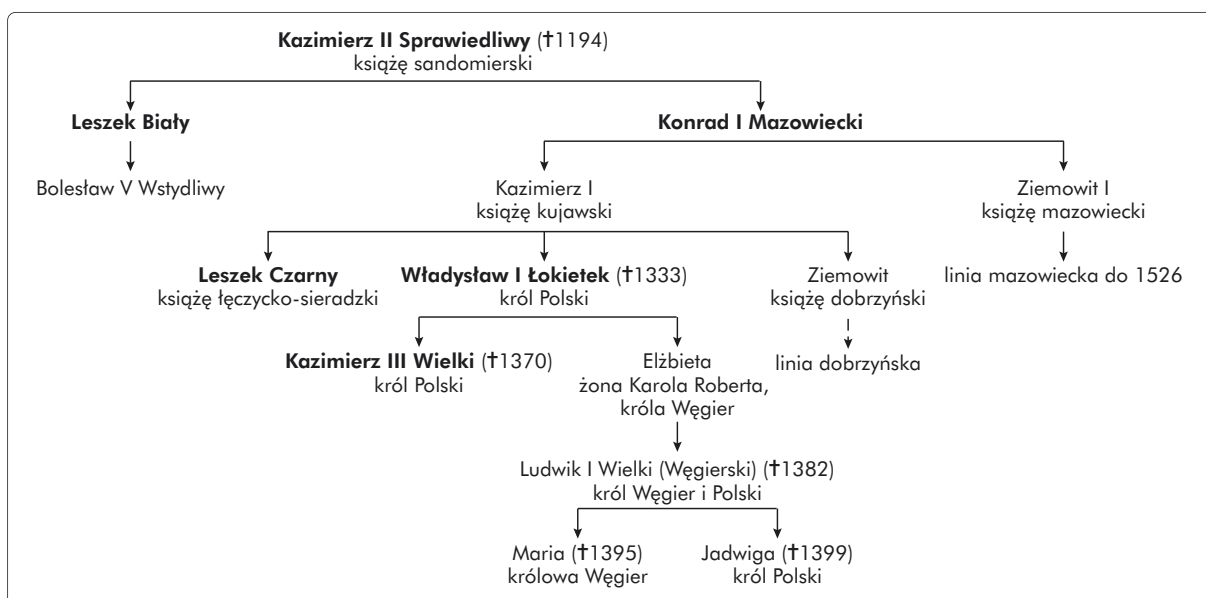 Kazimierz II Sprawiedliwy (✝1194)
książę sandomierski
Leszek Biały
Konrad I Mazowiecki
Bolesław V Wstydliwy
Kazimierz I
książę kujawski
Ziemowit I
książę mazowiecki
Leszek Czarny
książę łęczycko-sieradzki
Władysław I Łokietek (✝1333)
król Polski
Ziemowit
książę dobrzyński
linia mazowiecka do 1526
Kazimierz III Wielki (✝1370)
król Polski
Elżbieta
żona Karola Roberta,
króla Węgier
linia dobrzyńska
Ludwik I Wielki (Węgierski) (✝1382)
król Węgier i Polski
Maria (✝1395)
królowa Węgier
Jadwiga (✝1399)
król Polski